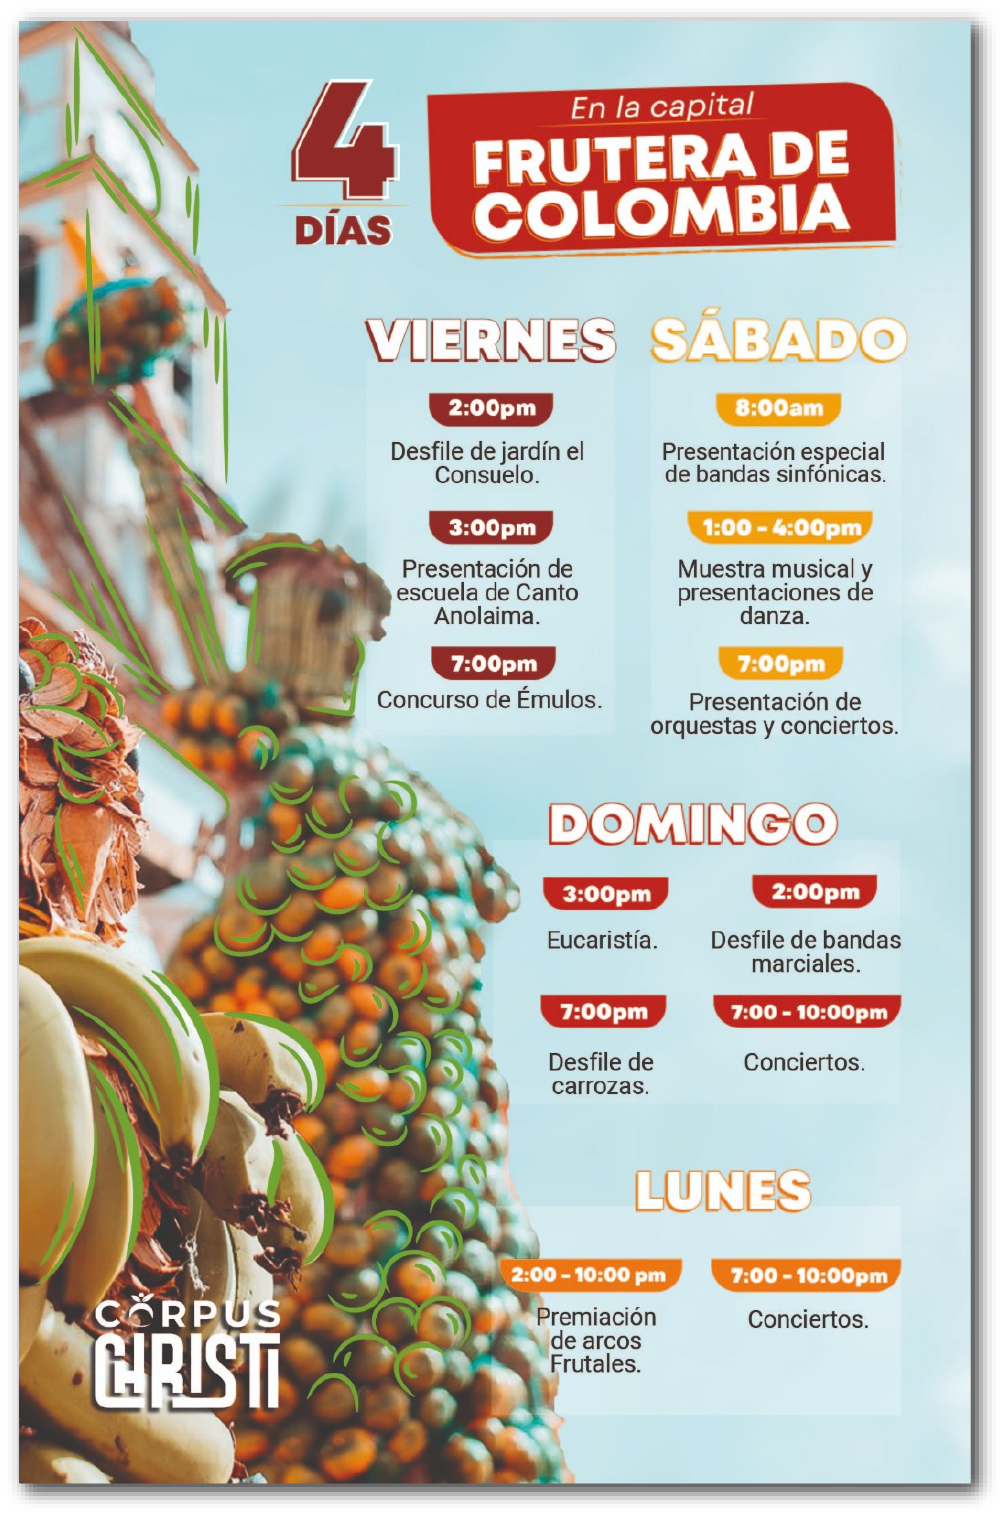 4
DÍAS
En la capital
FRUTERA DE
COLOMBIA
VIERNES
2:00pm
Desfile de jardín el
Consuelo.
3:00pm
Presentación de
escuela de Canto
Anolaima.
7:00pm
Concurso de Émulos.
SÁBADO
8:00am
Presentación especial
de bandas sinfónicas.
1:00 - 4:00pm
Muestra musical y
presentaciones de
danza.
7:00pm
Presentación de
orquestas y conciertos.
DOMINGO
3:00pm
Eucaristía.
2:00pm
Desfile de bandas
marciales.
7:00pm
Desfile de
carrozas.
7:00 - 10:00pm
Conciertos.
LUNES
2:00 - 10:00 pm
Premiación
de arcos
Frutales.
7:00 - 10:00pm
Conciertos.
CORPUS
CHRISTI